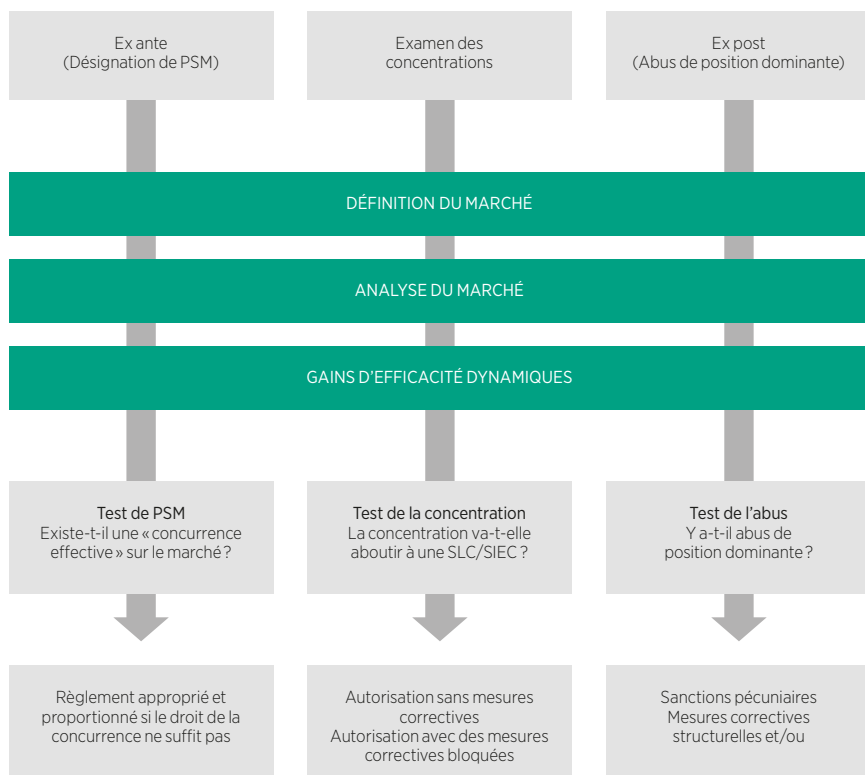 Ex ante
(Désignation de PSM)
Examen des
concentrations
Ex post
(Abus de position dominante)
DÉFINITION DU MARCHÉ
ANALYSE DU MARCHÉ
GAINS D'EFFICACITÉ DYNAMIQUES
Test de PSM
Existe-t-il une « concurrence
effective » sur le marché ?
Test de la concentration
La concentration va-t-elle
aboutir à une SLC/SIEC ?
Test de l'abus
Y a-t-il abus de
position dominante ?
Règlement approprié et
proportionné si le droit de la
concurrence ne suffit pas
Autorisation sans mesures
correctives
Autorisation avec des mesures
correctives bloquées
Sanctions pécuniaires
Mesures correctives
structurelles et/ou